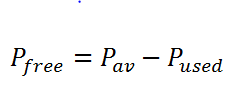 P_free = P_av − P_used